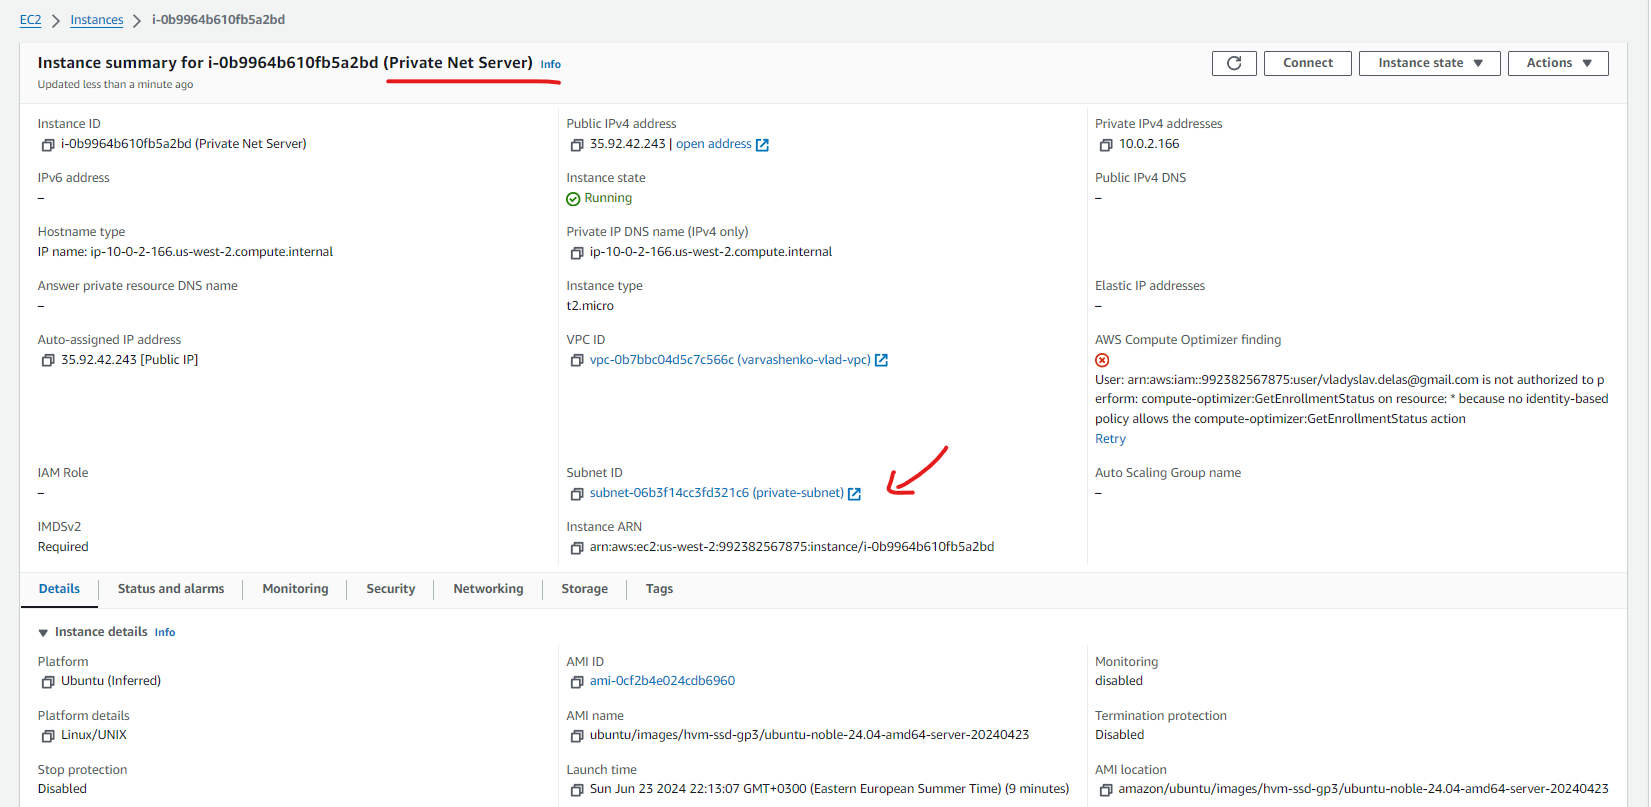 EC2 > Instances > i-0b9964b610fb5a2bd
Instance summary for i-0b9964b610fb5a2bd (Private Net Server) Info
Updated less than a minute ago
Connect
Instance state
Actions
Instance ID
i-0b9964b610fb5a2bd (Private Net Server)
Public IPv4 address
35.92.42.243 | open address
Private IPv4 addresses
10.0.2.166
IPv6 address
–
Instance state
Running
Public IPv4 DNS
–
Hostname type
IP name: ip-10-0-2-166.us-west-2.compute.internal
Private IP DNS name (IPv4 only)
ip-10-0-2-166.us-west-2.compute.internal
Answer private resource DNS name
–
Instance type
t2.micro
Elastic IP addresses
–
Auto-assigned IP address
35.92.42.243 [Public IP]
VPC ID
vpc-0b7bbc04d5c7c566c (varvashenko-vlad-vpc)
AWS Compute Optimizer finding
User: arn:aws:iam::992382567875:user/vladyslav.delas@gmail.com is not authorized to p
erform: compute-optimizer:GetEnrollmentStatus on resource: * because no identity-based
policy allows the compute-optimizer:GetEnrollmentStatus action
Retry
IAM Role
–
Subnet ID
subnet-06b3f14cc3fd321c6 (private-subnet)
Auto Scaling Group name
–
IMDSv2
Required
Instance ARN
arn:aws:ec2:us-west-2:992382567875:instance/i-0b9964b610fb5a2bd
Details
Status and alarms
Monitoring
Security
Networking
Storage
Tags
Instance details Info
Platform
Ubuntu (Inferred)
AMI ID
ami-0cf2b4e024cdb6960
Monitoring
disabled
Platform details
Linux/UNIX
AMI name
ubuntu/images/hvm-ssd-gp3/ubuntu-noble-24.04-amd64-server-20240423
Termination protection
Disabled
Stop protection
Disabled
Launch time
Sun Jun 23 2024 22:13:07 GMT+0300 (Eastern European Summer Time) (9 minutes)
AMI location
amazon/ubuntu/images/hvm-ssd-gp3/ubuntu-noble-24.04-amd64-server-20240423